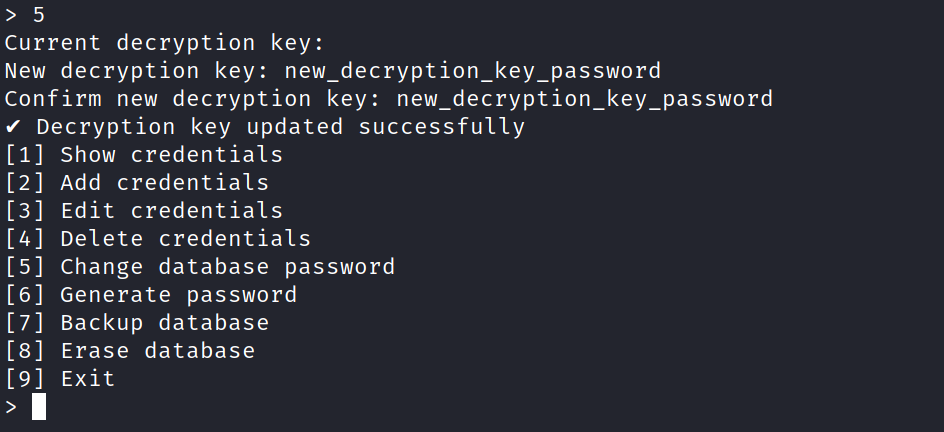 > 5
Current decryption key:
New decryption key: new_decryption_key_password
Confirm new decryption key: new_decryption_key_password
✔ Decryption key updated successfully
[1] Show credentials
[2] Add credentials
[3] Edit credentials
[4] Delete credentials
[5] Change database password
[6] Generate password
[7] Backup database
[8] Erase database
[9] Exit
>